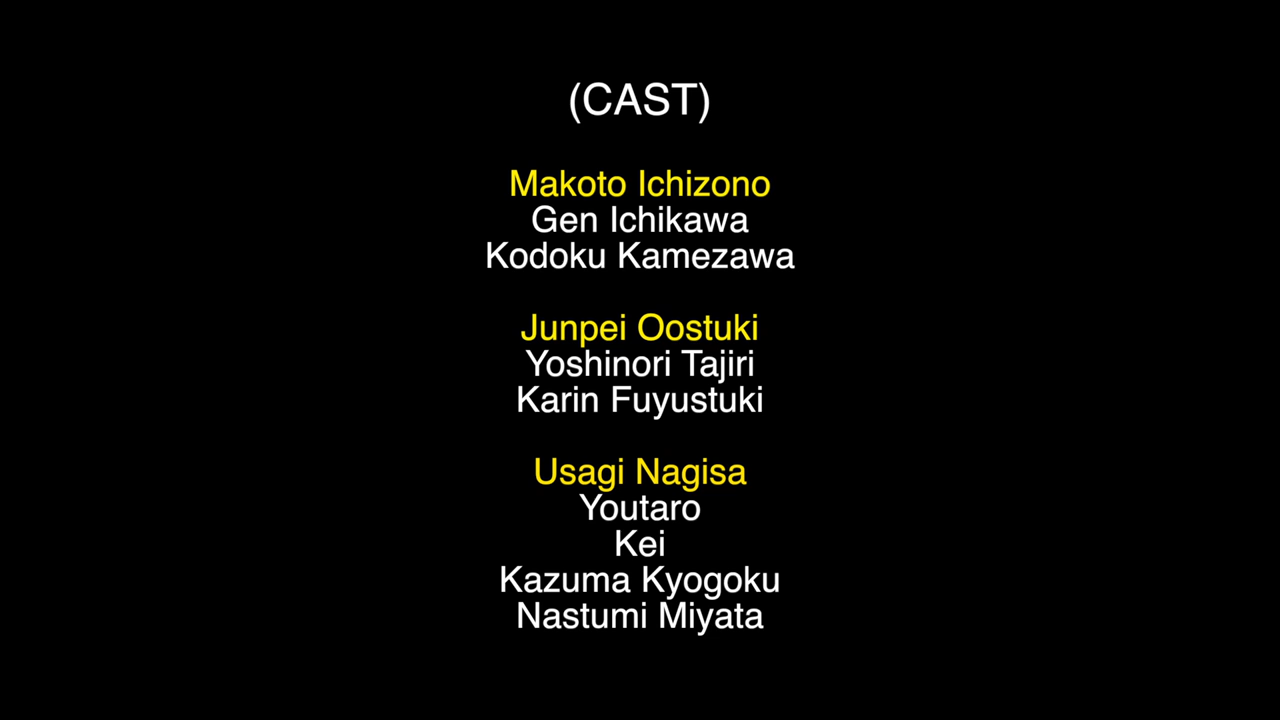 (CAST)
Makoto Ichizono
Gen Ichikawa
Kodoku Kamezawa
Junpei Oostuki
Yoshinori Tajiri
Karin Fuyustuki
Usagi Nagisa
Youtaro
Kei
Kazuma Kyogoku
Nastumi Miyata